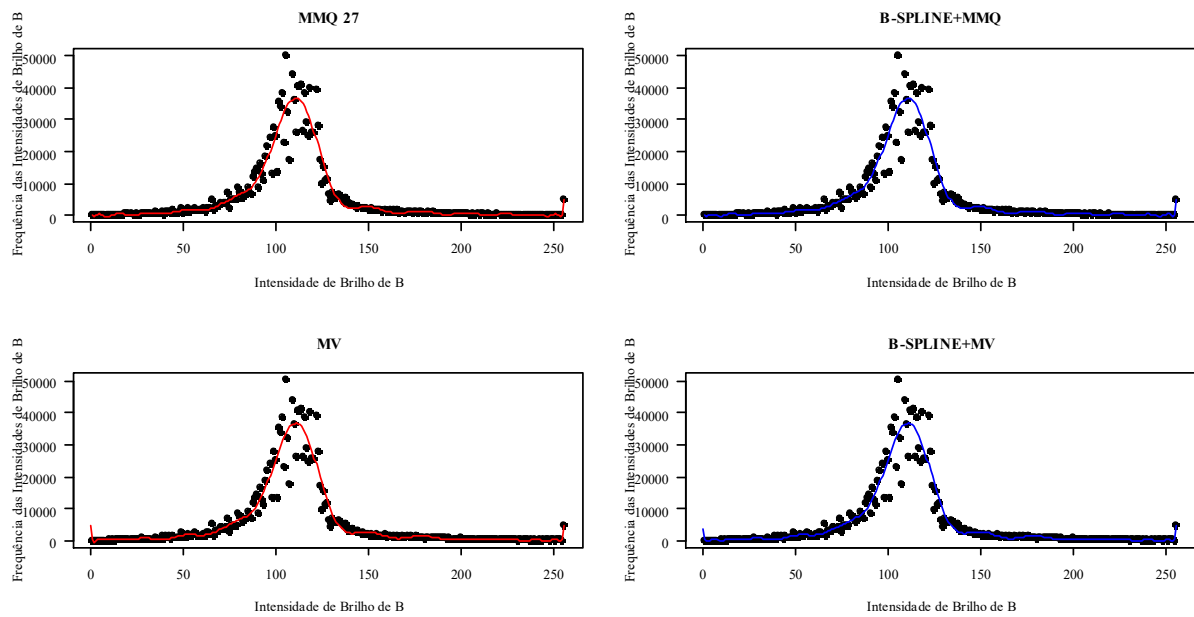 MMQ 27
Frequência das Intensidades de Brilho de B
50000
40000
30000
20000
10000
0
0 50 100 150 200 250
Intensidade de Brilho de B
B-SPLINE+MMQ
Frequência das Intensidades de Brilho de B
50000
40000
30000
20000
10000
0
0 50 100 150 200 250
Intensidade de Brilho de B
MV
Frequência das Intensidades de Brilho de B
50000
40000
30000
20000
10000
0
0 50 100 150 200 250
Intensidade de Brilho de B
B-SPLINE+MV
Frequência das Intensidades de Brilho de B
50000
40000
30000
20000
10000
0
0 50 100 150 200 250
Intensidade de Brilho de B